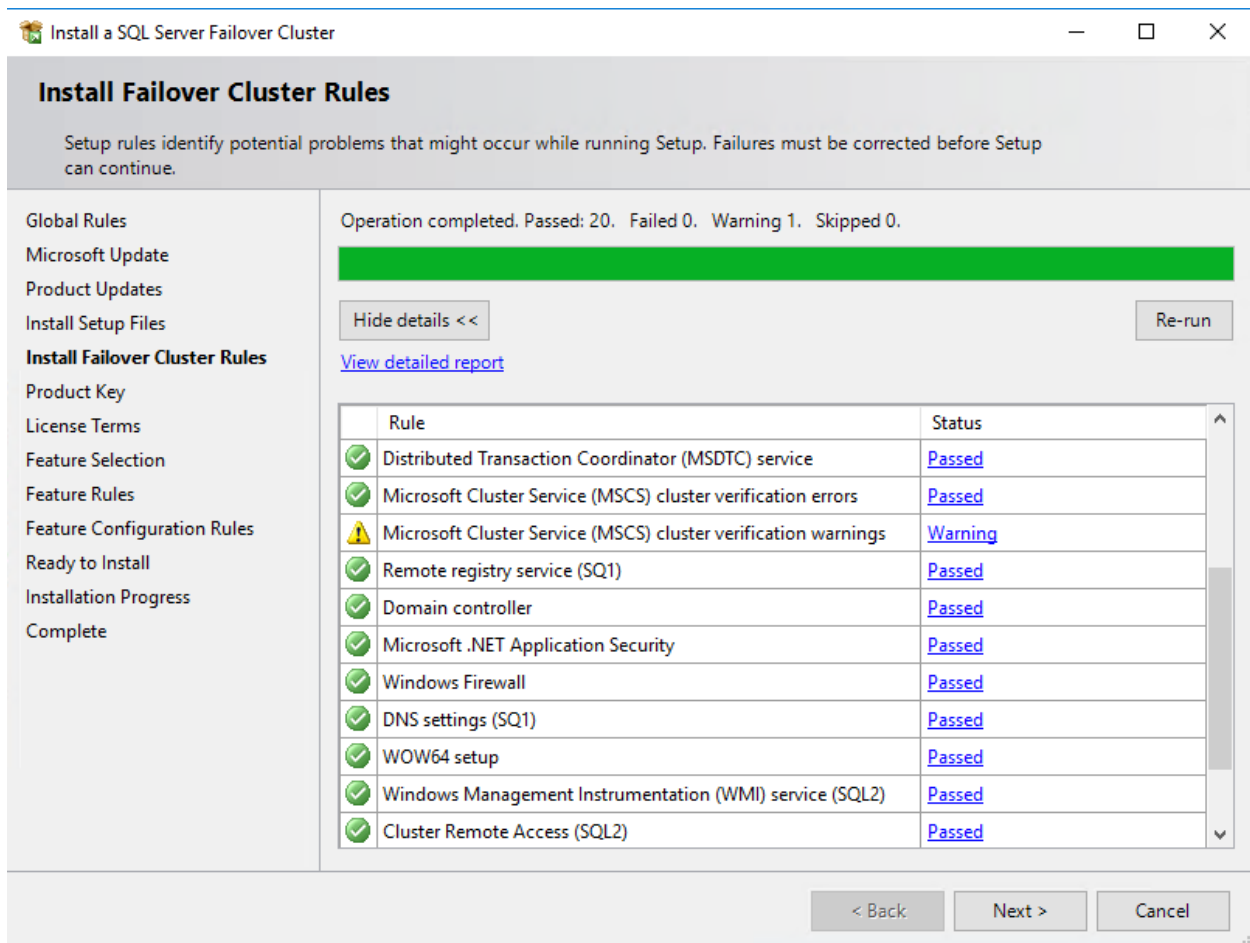 Install a SQL Server Failover Cluster
Install Failover Cluster Rules
Setup rules identify potential problems that might occur while running Setup. Failures must be corrected before Setup
can continue.
Global Rules
Microsoft Update
Product Updates
Install Setup Files
Install Failover Cluster Rules
Product Key
License Terms
Feature Selection
Feature Rules
Feature Configuration Rules
Ready to Install
Installation Progress
Complete
Operation completed. Passed: 20.   Failed 0.   Warning 1.   Skipped 0.
Hide details <<
Re-run
View detailed report
Rule Status
Distributed Transaction Coordinator (MSDTC) service Passed
Microsoft Cluster Service (MSCS) cluster verification errors Passed
Microsoft Cluster Service (MSCS) cluster verification warnings Warning
Remote registry service (SQ1) Passed
Domain controller Passed
Microsoft .NET Application Security Passed
Windows Firewall Passed
DNS settings (SQ1) Passed
WOW64 setup Passed
Windows Management Instrumentation (WMI) service (SQL2) Passed
Cluster Remote Access (SQL2) Passed
< Back Next > Cancel